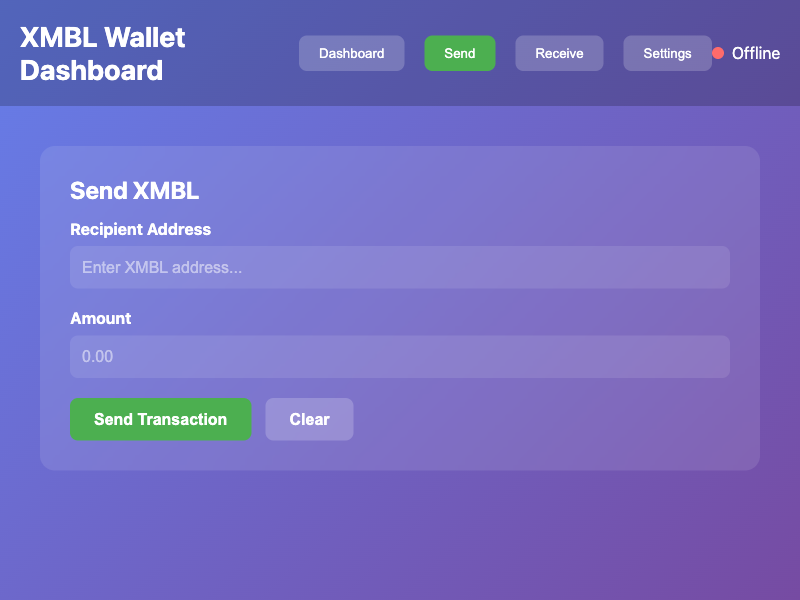 XMBL Wallet
Dashboard
Dashboard
Send
Receive
Settings
Offline
Send XMBL
Recipient Address
Enter XMBL address...
Amount
0.00
Send Transaction
Clear